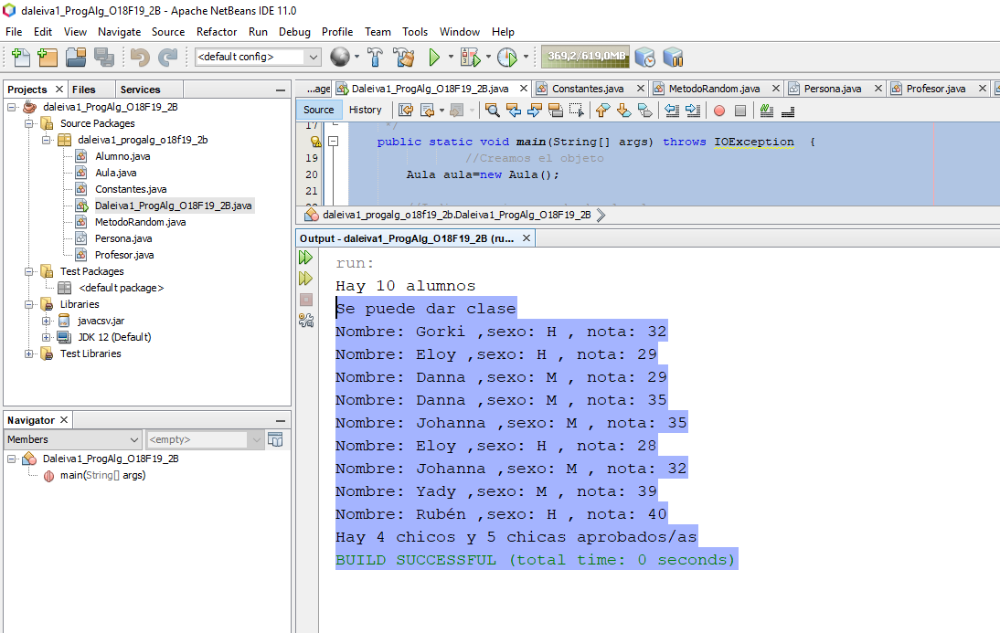 daleiva1_ProgAlg_O18F19_2B - Apache NetBeans IDE 11.0
File Edit View Navigate Source Refactor Run Debug Profile Team Tools Window Help
<default config> 369,2/619,0MB
Projects Files Services
daleiva1_ProgAlg_O18F19_2B
Source Packages
daleiva1_progalg_o18f19_2b
Alumno.java
Aula.java
Constantes.java
Daleiva1_ProgAlg_O18F19_2B.java
MetodoRandom.java
Persona.java
Profesor.java
Test Packages
<default package>
Libraries
javacsv.jar
JDK 12 (Default)
Test Libraries
Navigator
Members <empty>
Daleiva1_ProgAlg_O18F19_2B
main(String[] args)
...age Daleiva1_ProgAlg_O18F19_2B.java Constantes.java MetodoRandom.java Persona.java Profesor.java
Source History
17 */
public static void main(String[] args) throws IOException {
19 //Creamos el objeto
20 Aula aula=new Aula();
21
daleiva1_progalg_o18f19_2b.Daleiva1_ProgAlg_O18F19_2B
Output - daleiva1_ProgAlg_O18F19_2B (ru...
run:
Hay 10 alumnos
Se puede dar clase
Nombre: Gorki ,sexo: H , nota: 32
Nombre: Eloy ,sexo: H , nota: 29
Nombre: Danna ,sexo: M , nota: 29
Nombre: Danna ,sexo: M , nota: 35
Nombre: Johanna ,sexo: M , nota: 35
Nombre: Eloy ,sexo: H , nota: 28
Nombre: Johanna ,sexo: M , nota: 32
Nombre: Yady ,sexo: M , nota: 39
Nombre: Rubén ,sexo: H , nota: 40
Hay 4 chicos y 5 chicas aprobados/as
BUILD SUCCESSFUL (total time: 0 seconds)